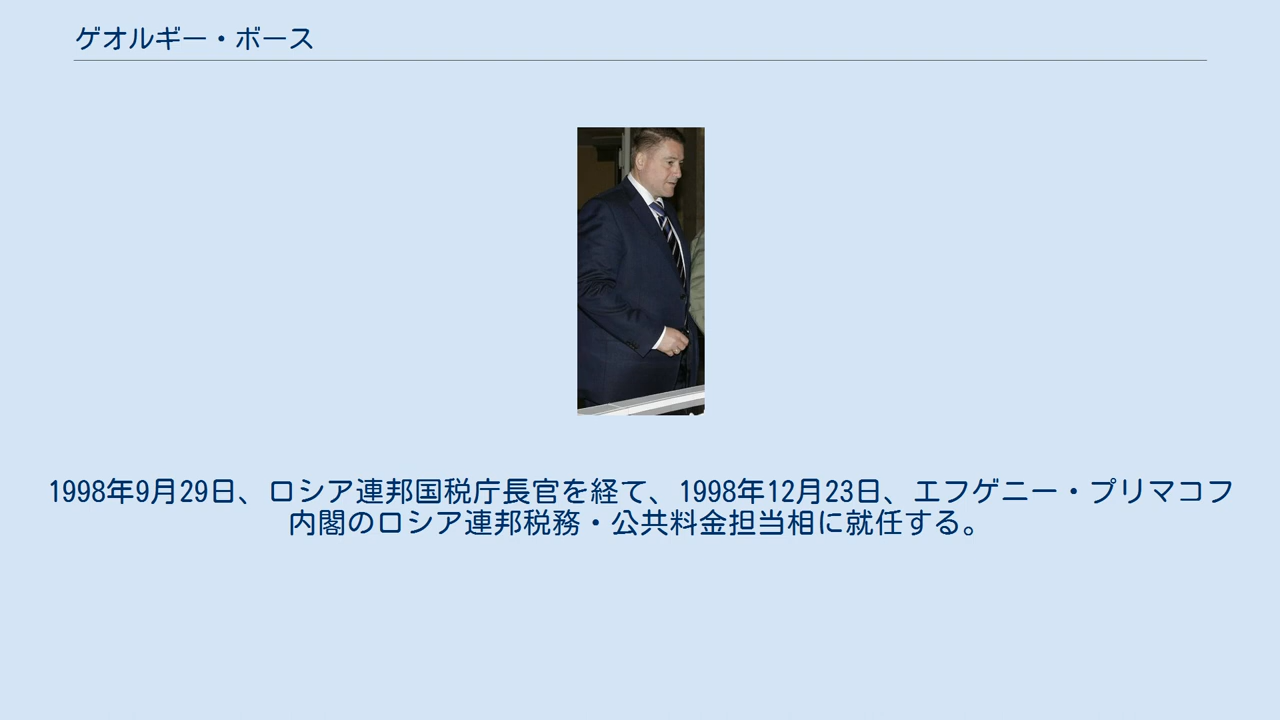 ゲオルギー・ボース
1998年9月29日、ロシア連邦国税庁長官を経て、1998年12月23日、エフゲニー・プリマコフ
内閣のロシア連邦税務・公共料金担当相に就任する。